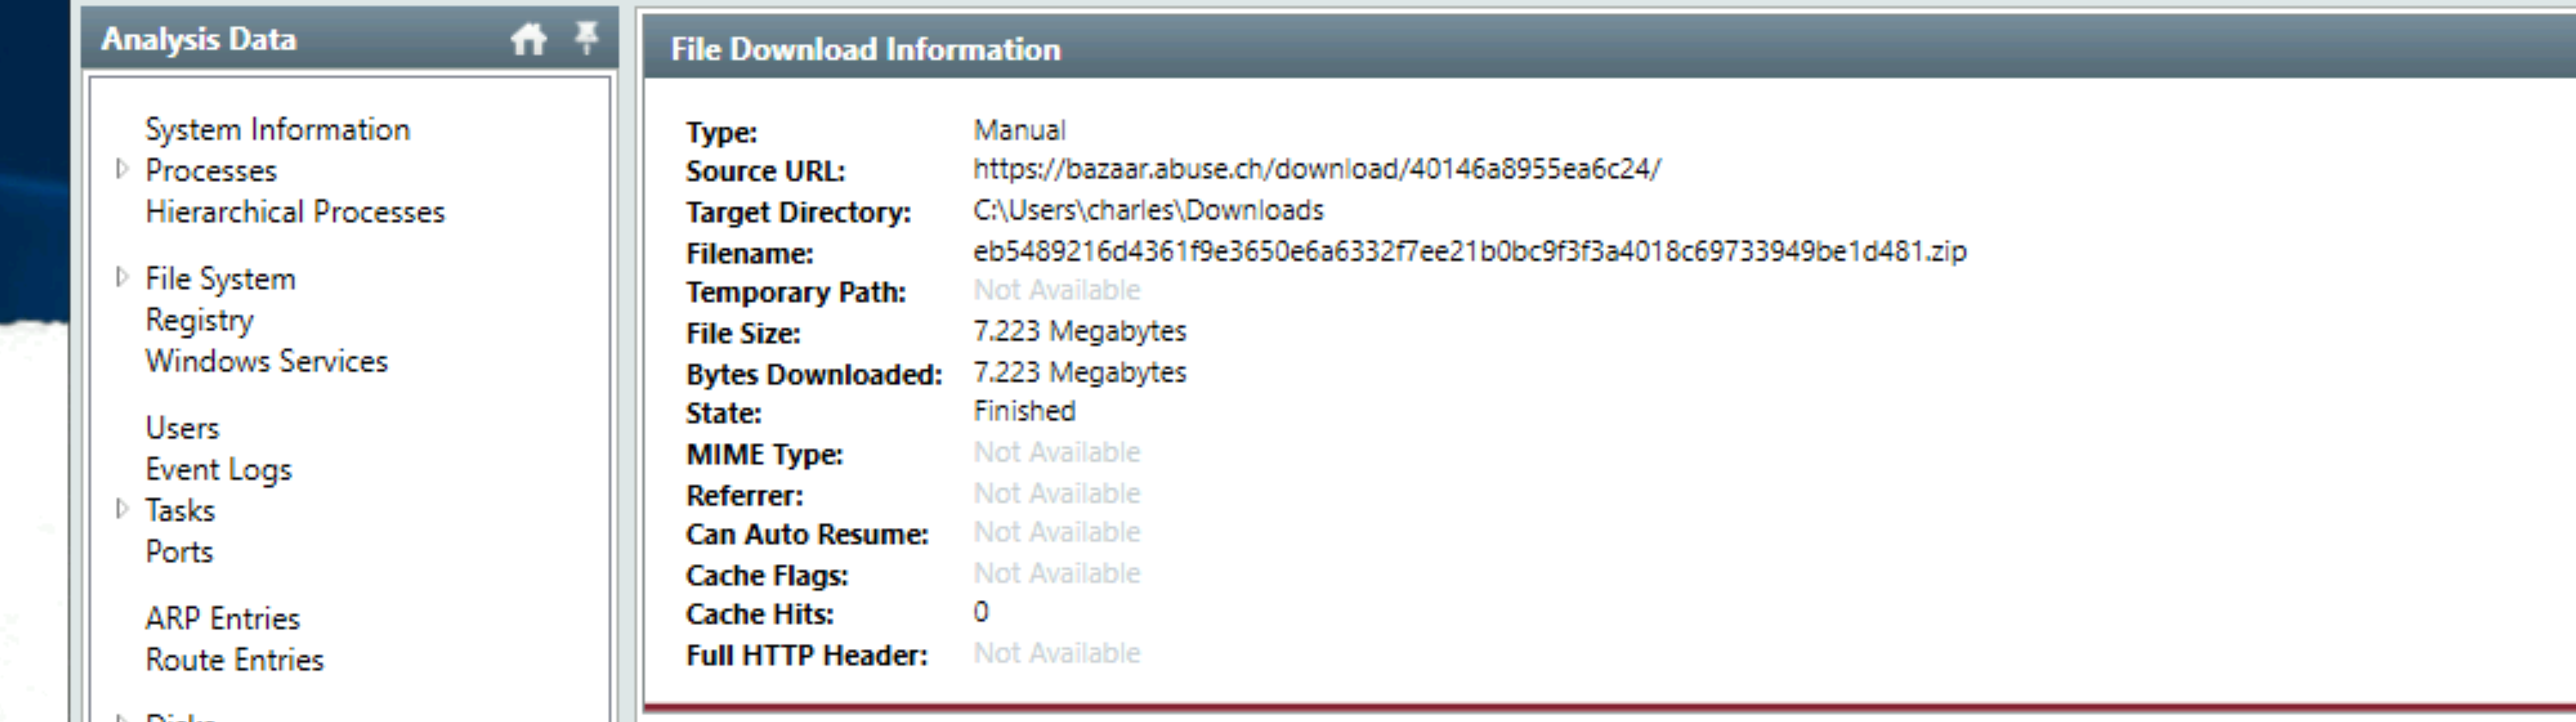 Analysis Data
System Information
Processes
Hierarchical Processes
File System
Registry
Windows Services
Users
Event Logs
Tasks
Ports
ARP Entries
Route Entries
File Download Information
Type: Manual
Source URL: https://bazaar.abuse.ch/download/40146a8955ea6c24/
Target Directory: C:\Users\charles\Downloads
Filename: eb5489216d4361f9e3650e6a6332f7ee21b0bc9f3f3a4018c69733949be1d481.zip
Temporary Path: Not Available
File Size: 7.223 Megabytes
Bytes Downloaded: 7.223 Megabytes
State: Finished
MIME Type: Not Available
Referrer: Not Available
Can Auto Resume: Not Available
Cache Flags: Not Available
Cache Hits: 0
Full HTTP Header: Not Available